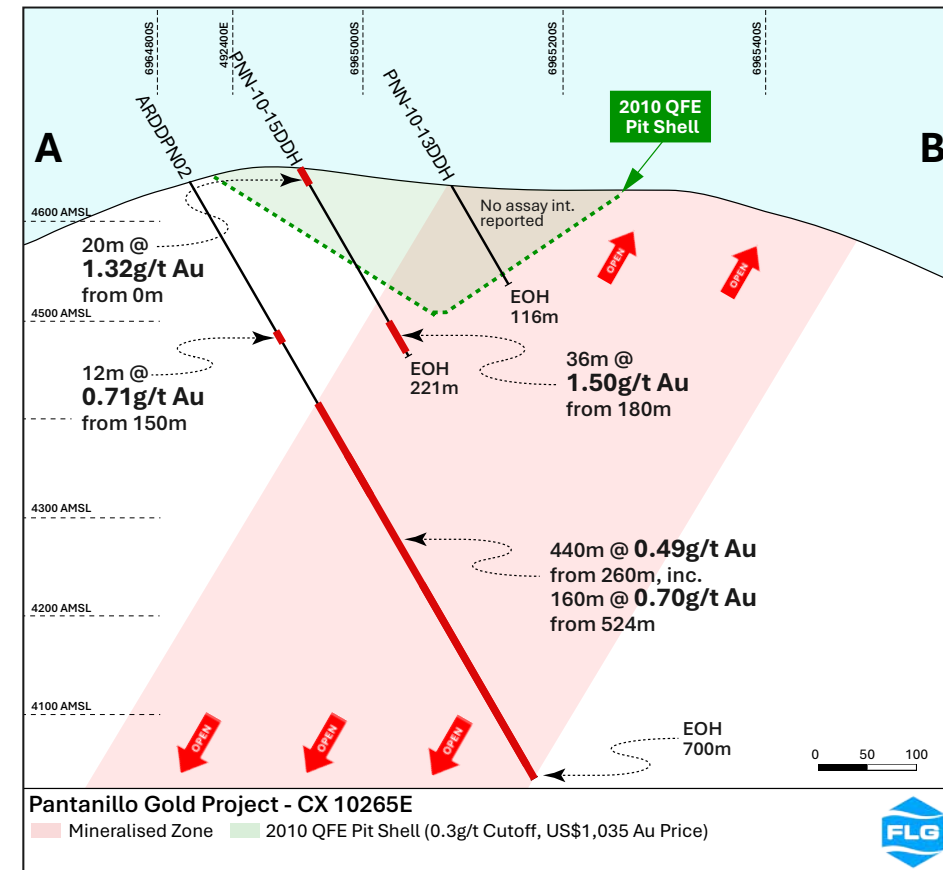 6964800S
492400E
6965000S
6965200S
6965400S
ARDDPN02
PNN-10-15DDH
PNN-10-13DDH
2010 QFE
Pit Shell
A
B
No assay int.
reported
4600 AMSL
20m @
1.32g/t Au
from 0m
OPEN
OPEN
EOH
116m
4500 AMSL
36m @
1.50g/t Au
from 180m
EOH
221m
12m @
0.71g/t Au
from 150m
4300 AMSL
440m @ 0.49g/t Au
from 260m, inc.
160m @ 0.70g/t Au
from 524m
4200 AMSL
4100 AMSL
OPEN
OPEN
OPEN
EOH
700m
0 50 100
Pantanillo Gold Project - CX 10265E
Mineralised Zone 2010 QFE Pit Shell (0.3g/t Cutoff, US$1,035 Au Price)
FLG